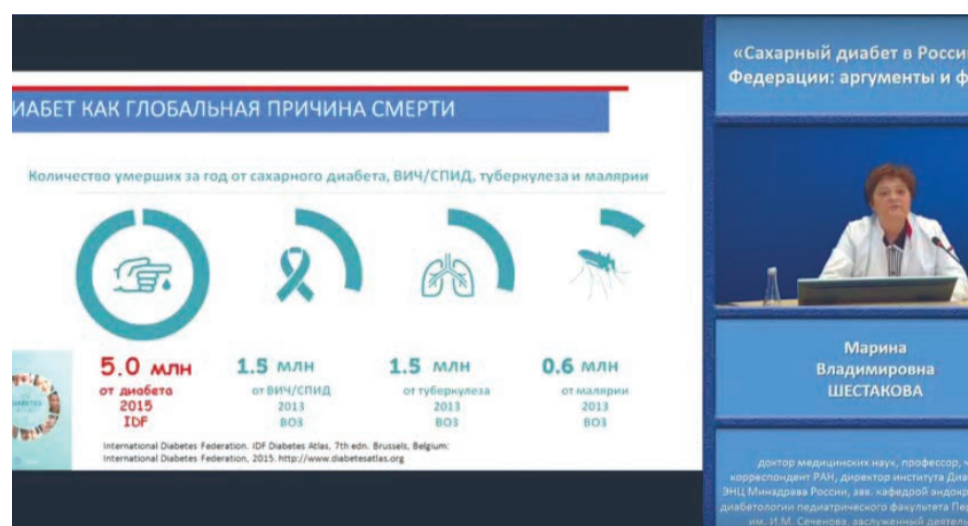 ИАБЕТ КАК ГЛОБАЛЬНАЯ ПРИЧИНА СМЕРТИ
Количество умерших за год от сахарного диабета, ВИЧ/СПИД, туберкулеза и малярии
5.0 млн
от диабета
2015
IDF
1.5 млн
от ВИЧ/СПИД
2013
ВОЗ
1.5 млн
от туберкулеза
2013
ВОЗ
0.6 млн
от малярии
2013
ВОЗ
International Diabetes Federation. IDF Diabetes Atlas, 7th edn. Brussels, Belgium:
International Diabetes Federation, 2015. http://www.diabetesatlas.org
DIABETES
«Сахарный диабет в Росси
Федерации: аргументы и ф
Марина
Владимировна
ШЕСТАКОВА
доктор медицинских наук, профессор,
корреспондент РАН, директор института Диа
ЭНЦ Минздрава России, зав. кафедрой эндокр
диабетологии педиатрического факультета Пе
им. И.М. Сеченова, заслуженный деятель